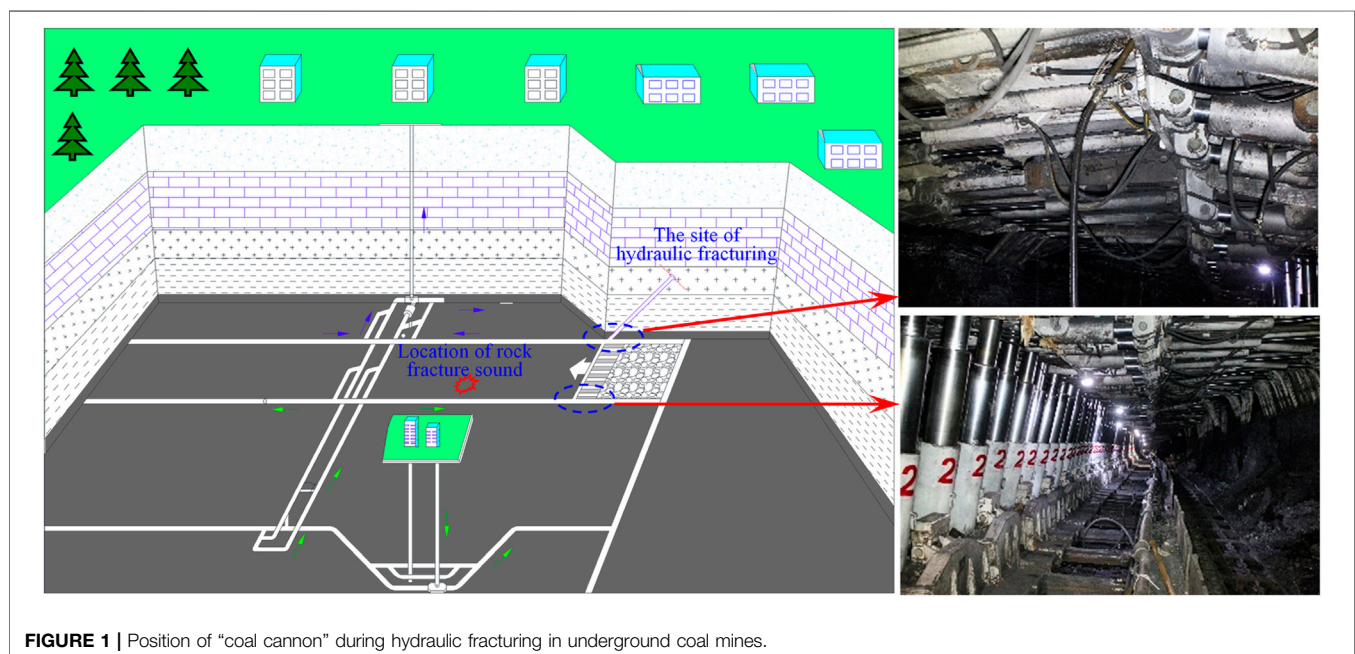 The site of
hydraulic fracturing
Location of rock
fracture sound
2 2 2 2 2 2 2
FIGURE 1 | Position of “coal cannon” during hydraulic fracturing in underground coal mines.